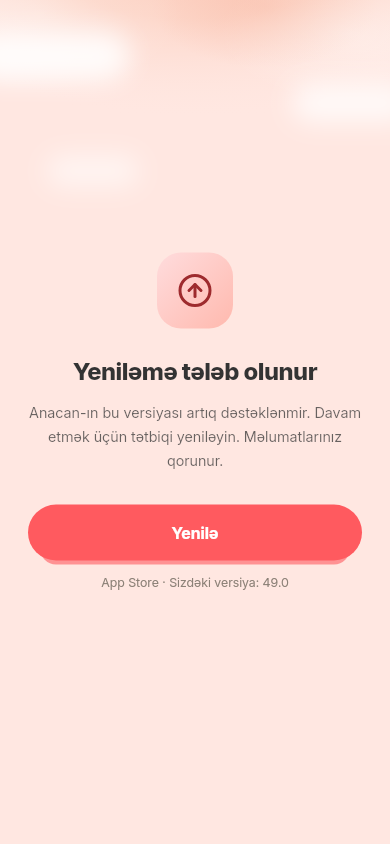 Yeniləmə tələb olunur
Anacan-ın bu versiyası artıq dəstəklənmir. Davam
etmək üçün tətbiqi yeniləyin. Məlumatlarınız
qorunur.
Yenilə
App Store · Sizdəki versiya: 49.0